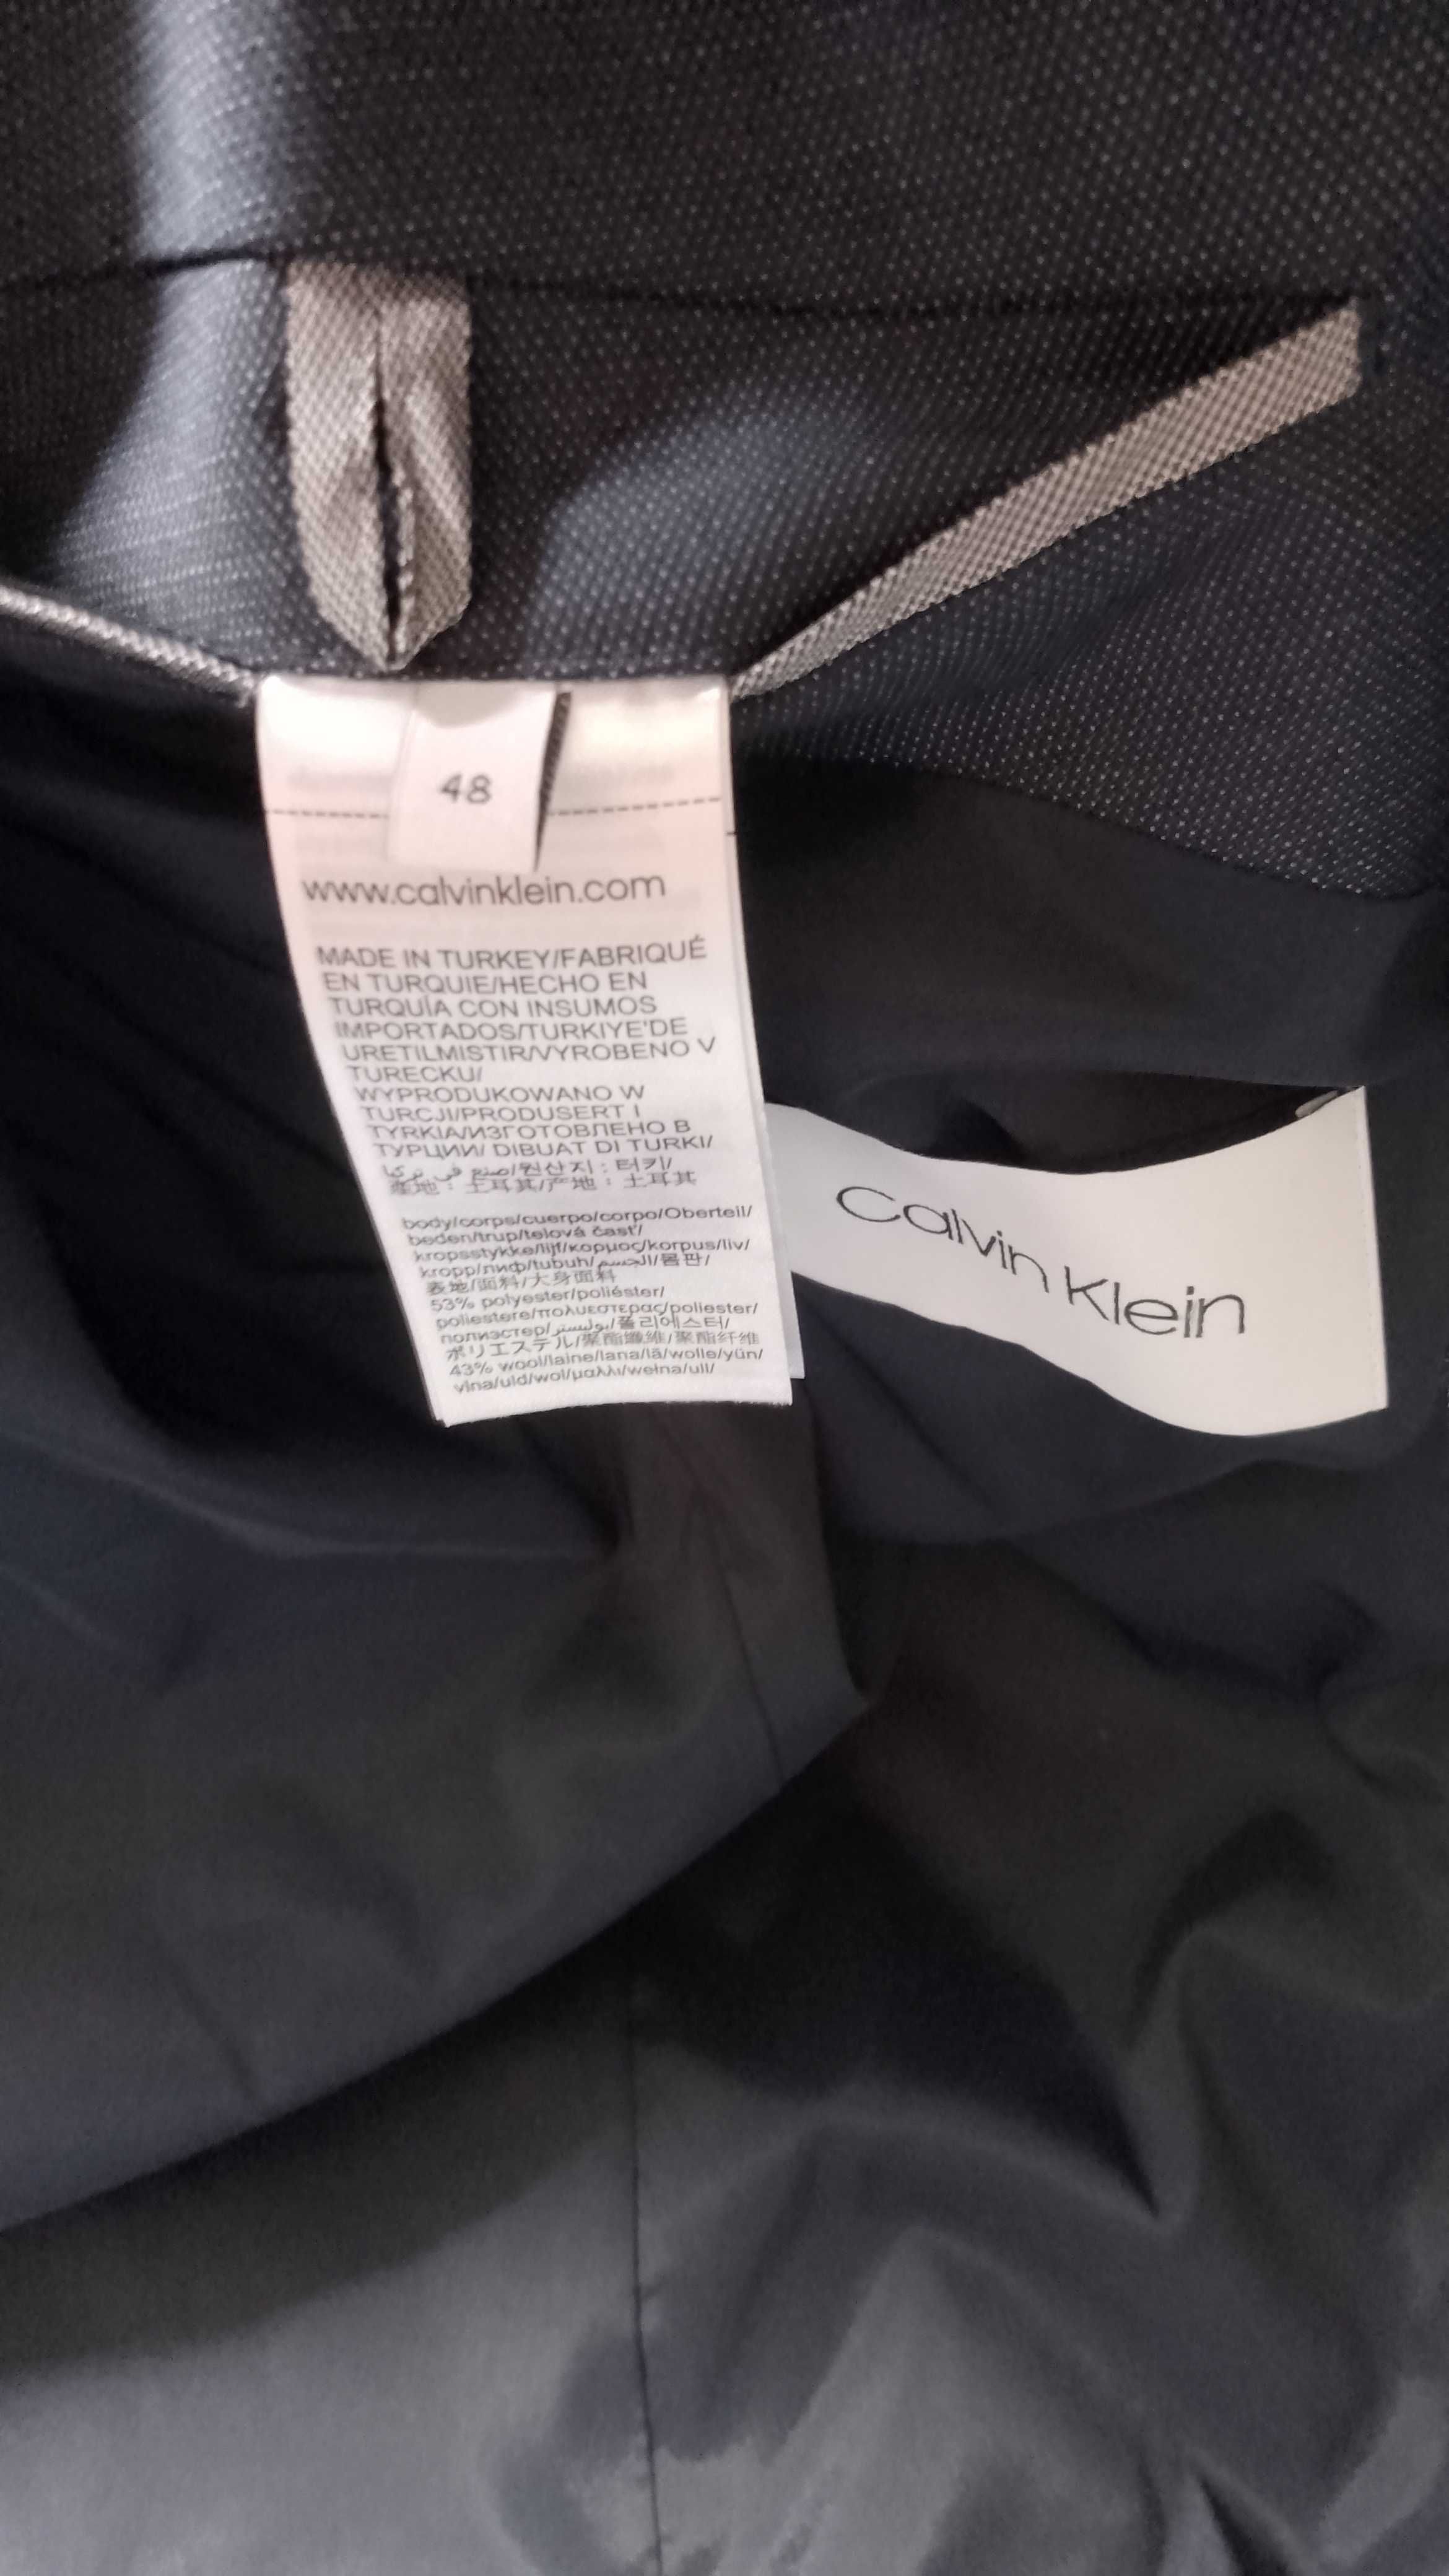 48
www.calvinklein.com
MADE IN TURKEY/FABRIQUÉ
EN TURQUIE/HECHO EN
TURQUÍA CON INSUMOS
IMPORTADOS/TURKIYE'DE
URETILMISTIR/VYROBENO V
TURECKU/
WYPRODUKOWANO W
TURCJI/PRODUSERT I
TYRKIA/ИЗГОТОВЛЕНО В
ТУРЦИИ/ DIBUAT DI TURKI/
صنع في تركيا/원산지 : 터키/
産地 : 土耳其/产地 : 土耳其
body/corps/cuerpo/corpo/Oberteil/
beden/trup/telová časť/
kropsstykke/lijf/κορμος/korpus/liv/
kropp/лиф/tubuh/الجسم/몸판/
表地/面料/大身面料
53% polyester/poliéster/
poliestere/πολυεστερας/poliester/
полиэстер/بوليستر/폴리에스터/
ポリエステル/聚酯纖維/聚酯纤维
43% wool/laine/lana/lã/wolle/yün/
vlna/uld/wol/μαλλι/wełna/ull/
Calvin Klein